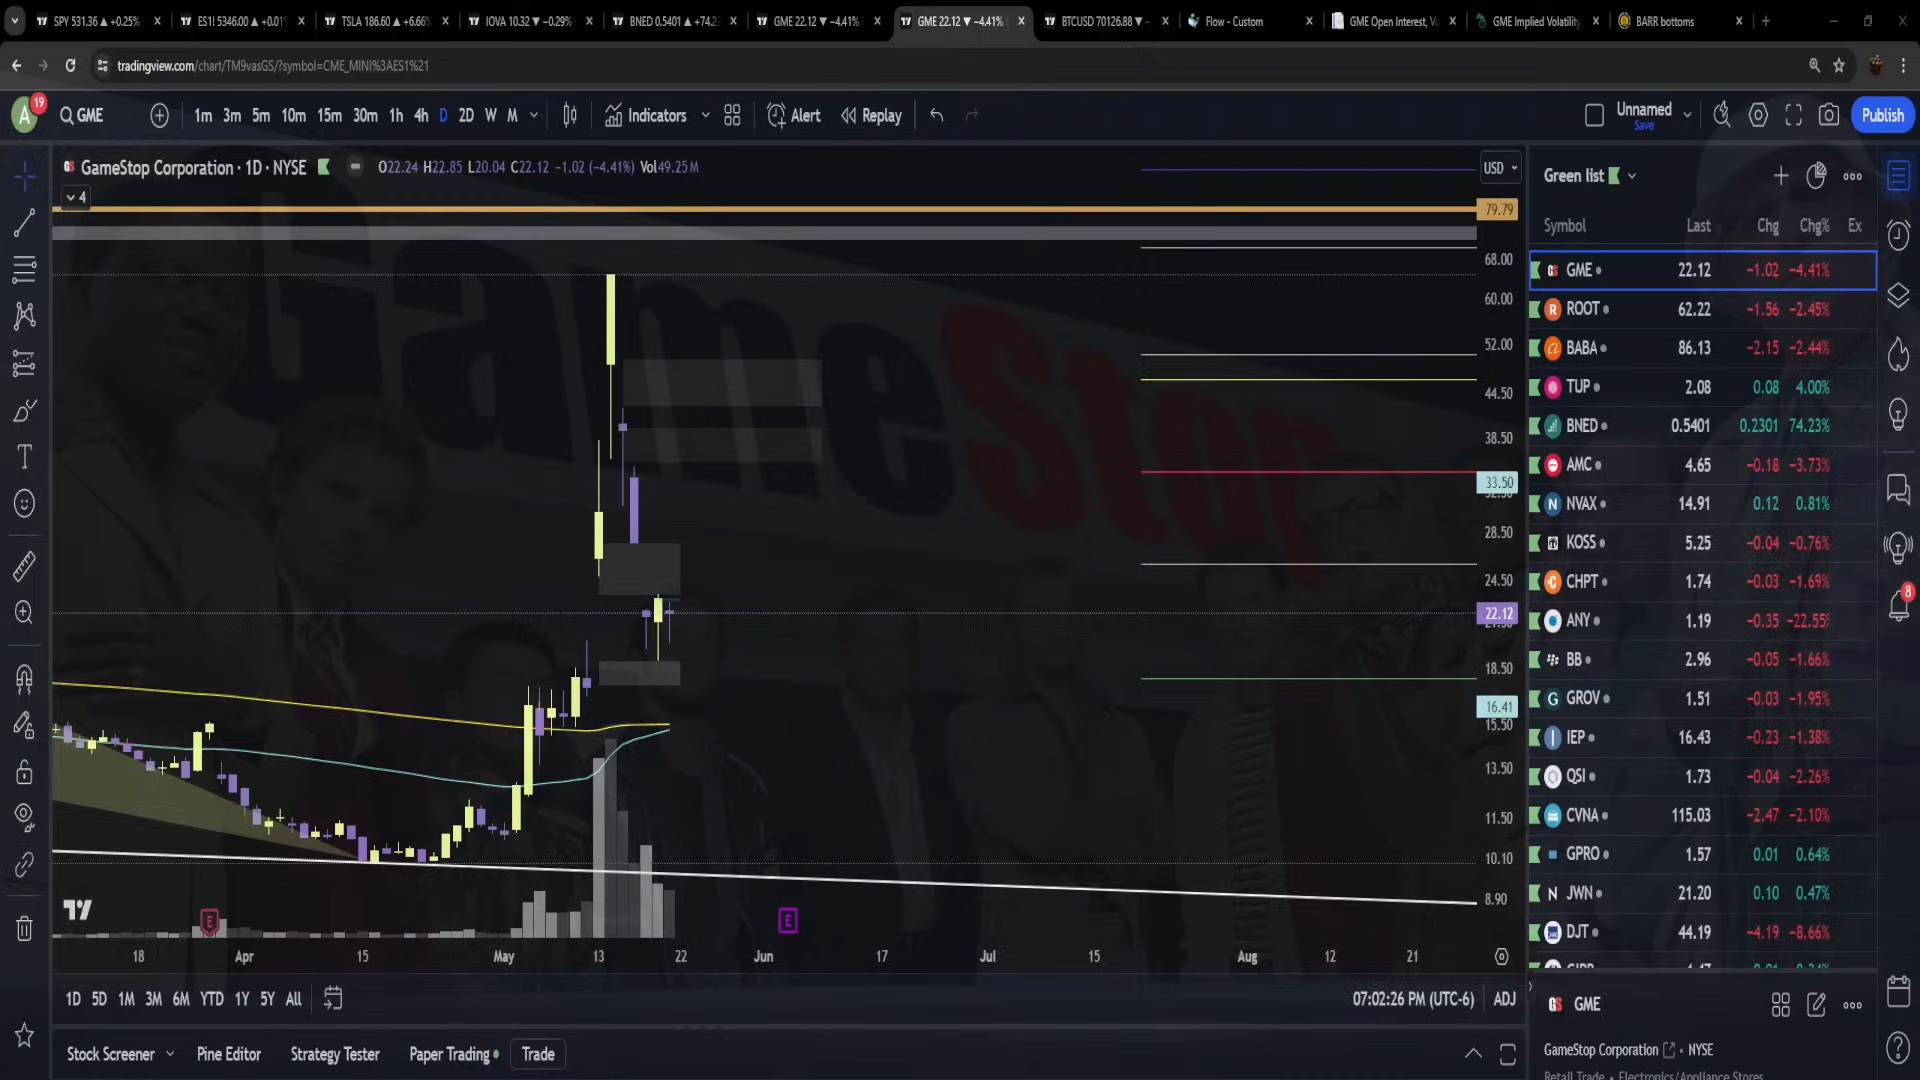 SPY 531.36 ▲ +0.25%
ES1! 5346.00 ▲ +0.01%
TSLA 186.60 ▲ +6.66%
IOVA 10.32 ▼ −0.29%
BNED 0.5401 ▲ +74.23
GME 22.12 ▼ −4.41%
GME 22.12 ▼ −4.41%
BTCUSD 70126.88 ▼ −
Flow - Custom
GME Open Interest, Vo
GME Implied Volatility
BARR bottoms
tradingview.com/chart/TM9vasGS/?symbol=CME_MINI%3AES1%21
A 19 GME 1m 3m 5m 10m 15m 30m 1h 4h D 2D W M Indicators Alert Replay Unnamed Save Publish
GameStop Corporation · 1D · NYSE O22.24 H22.85 L20.04 C22.12 −1.02 (−4.41%) Vol49.25M USD
4
GameStop
79.79
68.00
60.00
52.00
44.50
38.50
33.50
28.50
24.50
22.12
18.50
16.41
15.50
13.50
11.50
10.10
8.90
E E
18 Apr 15 May 13 22 Jun 17 Jul 15 Aug 12 21
1D 5D 1M 3M 6M YTD 1Y 5Y All 07:02:26 PM (UTC-6) ADJ
Stock Screener Pine Editor Strategy Tester Paper Trading Trade
Green list
Symbol Last Chg Chg% Ex
GME 22.12 −1.02 −4.41%
ROOT 62.22 −1.56 −2.45%
BABA 86.13 −2.15 −2.44%
TUP 2.08 0.08 4.00%
BNED 0.5401 0.2301 74.23%
AMC 4.65 −0.18 −3.73%
NVAX 14.91 0.12 0.81%
KOSS 5.25 −0.04 −0.76%
CHPT 1.74 −0.03 −1.69%
ANY 1.19 −0.35 −22.55%
BB 2.96 −0.05 −1.66%
GROV 1.51 −0.03 −1.95%
IEP 16.43 −0.23 −1.38%
QSI 1.73 −0.04 −2.26%
CVNA 115.03 −2.47 −2.10%
GPRO 1.57 0.01 0.64%
JWN 21.20 0.10 0.47%
DJT 44.19 −4.19 −8.66%
8
GME
GameStop Corporation · NYSE
Retail Trade · Electronics/Appliance Stores